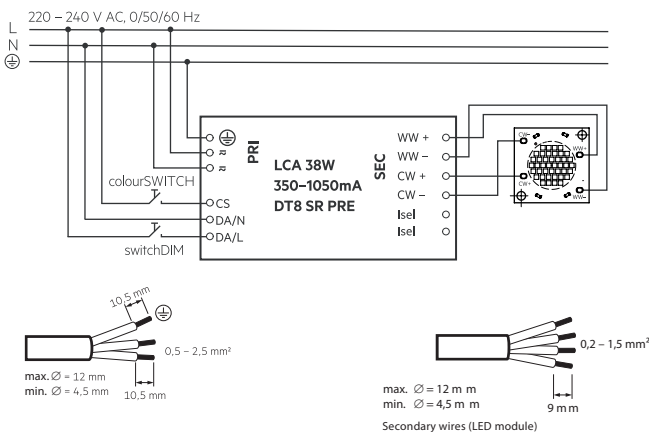 220 – 240 V AC, 0/50/60 Hz
L
N
PRI
LCA 38W
350–1050mA
DT8 SR PRE
SEC
WW +
WW –
CW +
CW –
Isel
Isel
colourSWITCH
CS
DA/N
DA/L
switchDIM
CW–
WW+
CW+
WW–
10,5 mm
0,5 – 2,5 mm²
max. ∅ = 12 mm
min. ∅ = 4,5 mm
10,5 mm
0,2 – 1,5 mm²
max. ∅ = 12 m m
min. ∅ = 4,5 m m
9 m m
Secondary wires (LED module)